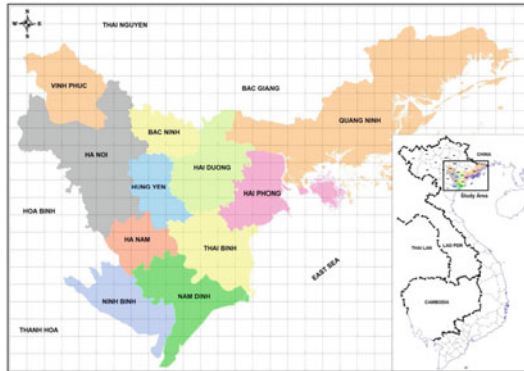 N
THAI NGUYEN
VINH PHUC
BAC GIANG
QUANG NINH
BAC NINH
HA NOI
HAI DUONG
HUNG YEN
HAI PHONG
HOA BINH
HA NAM
THAI BINH
EAST SEA
NINH BINH
NAM DINH
THANH HOA
CHINA
Study Area
THAI LAN
LAO PDR
CAMBODIA